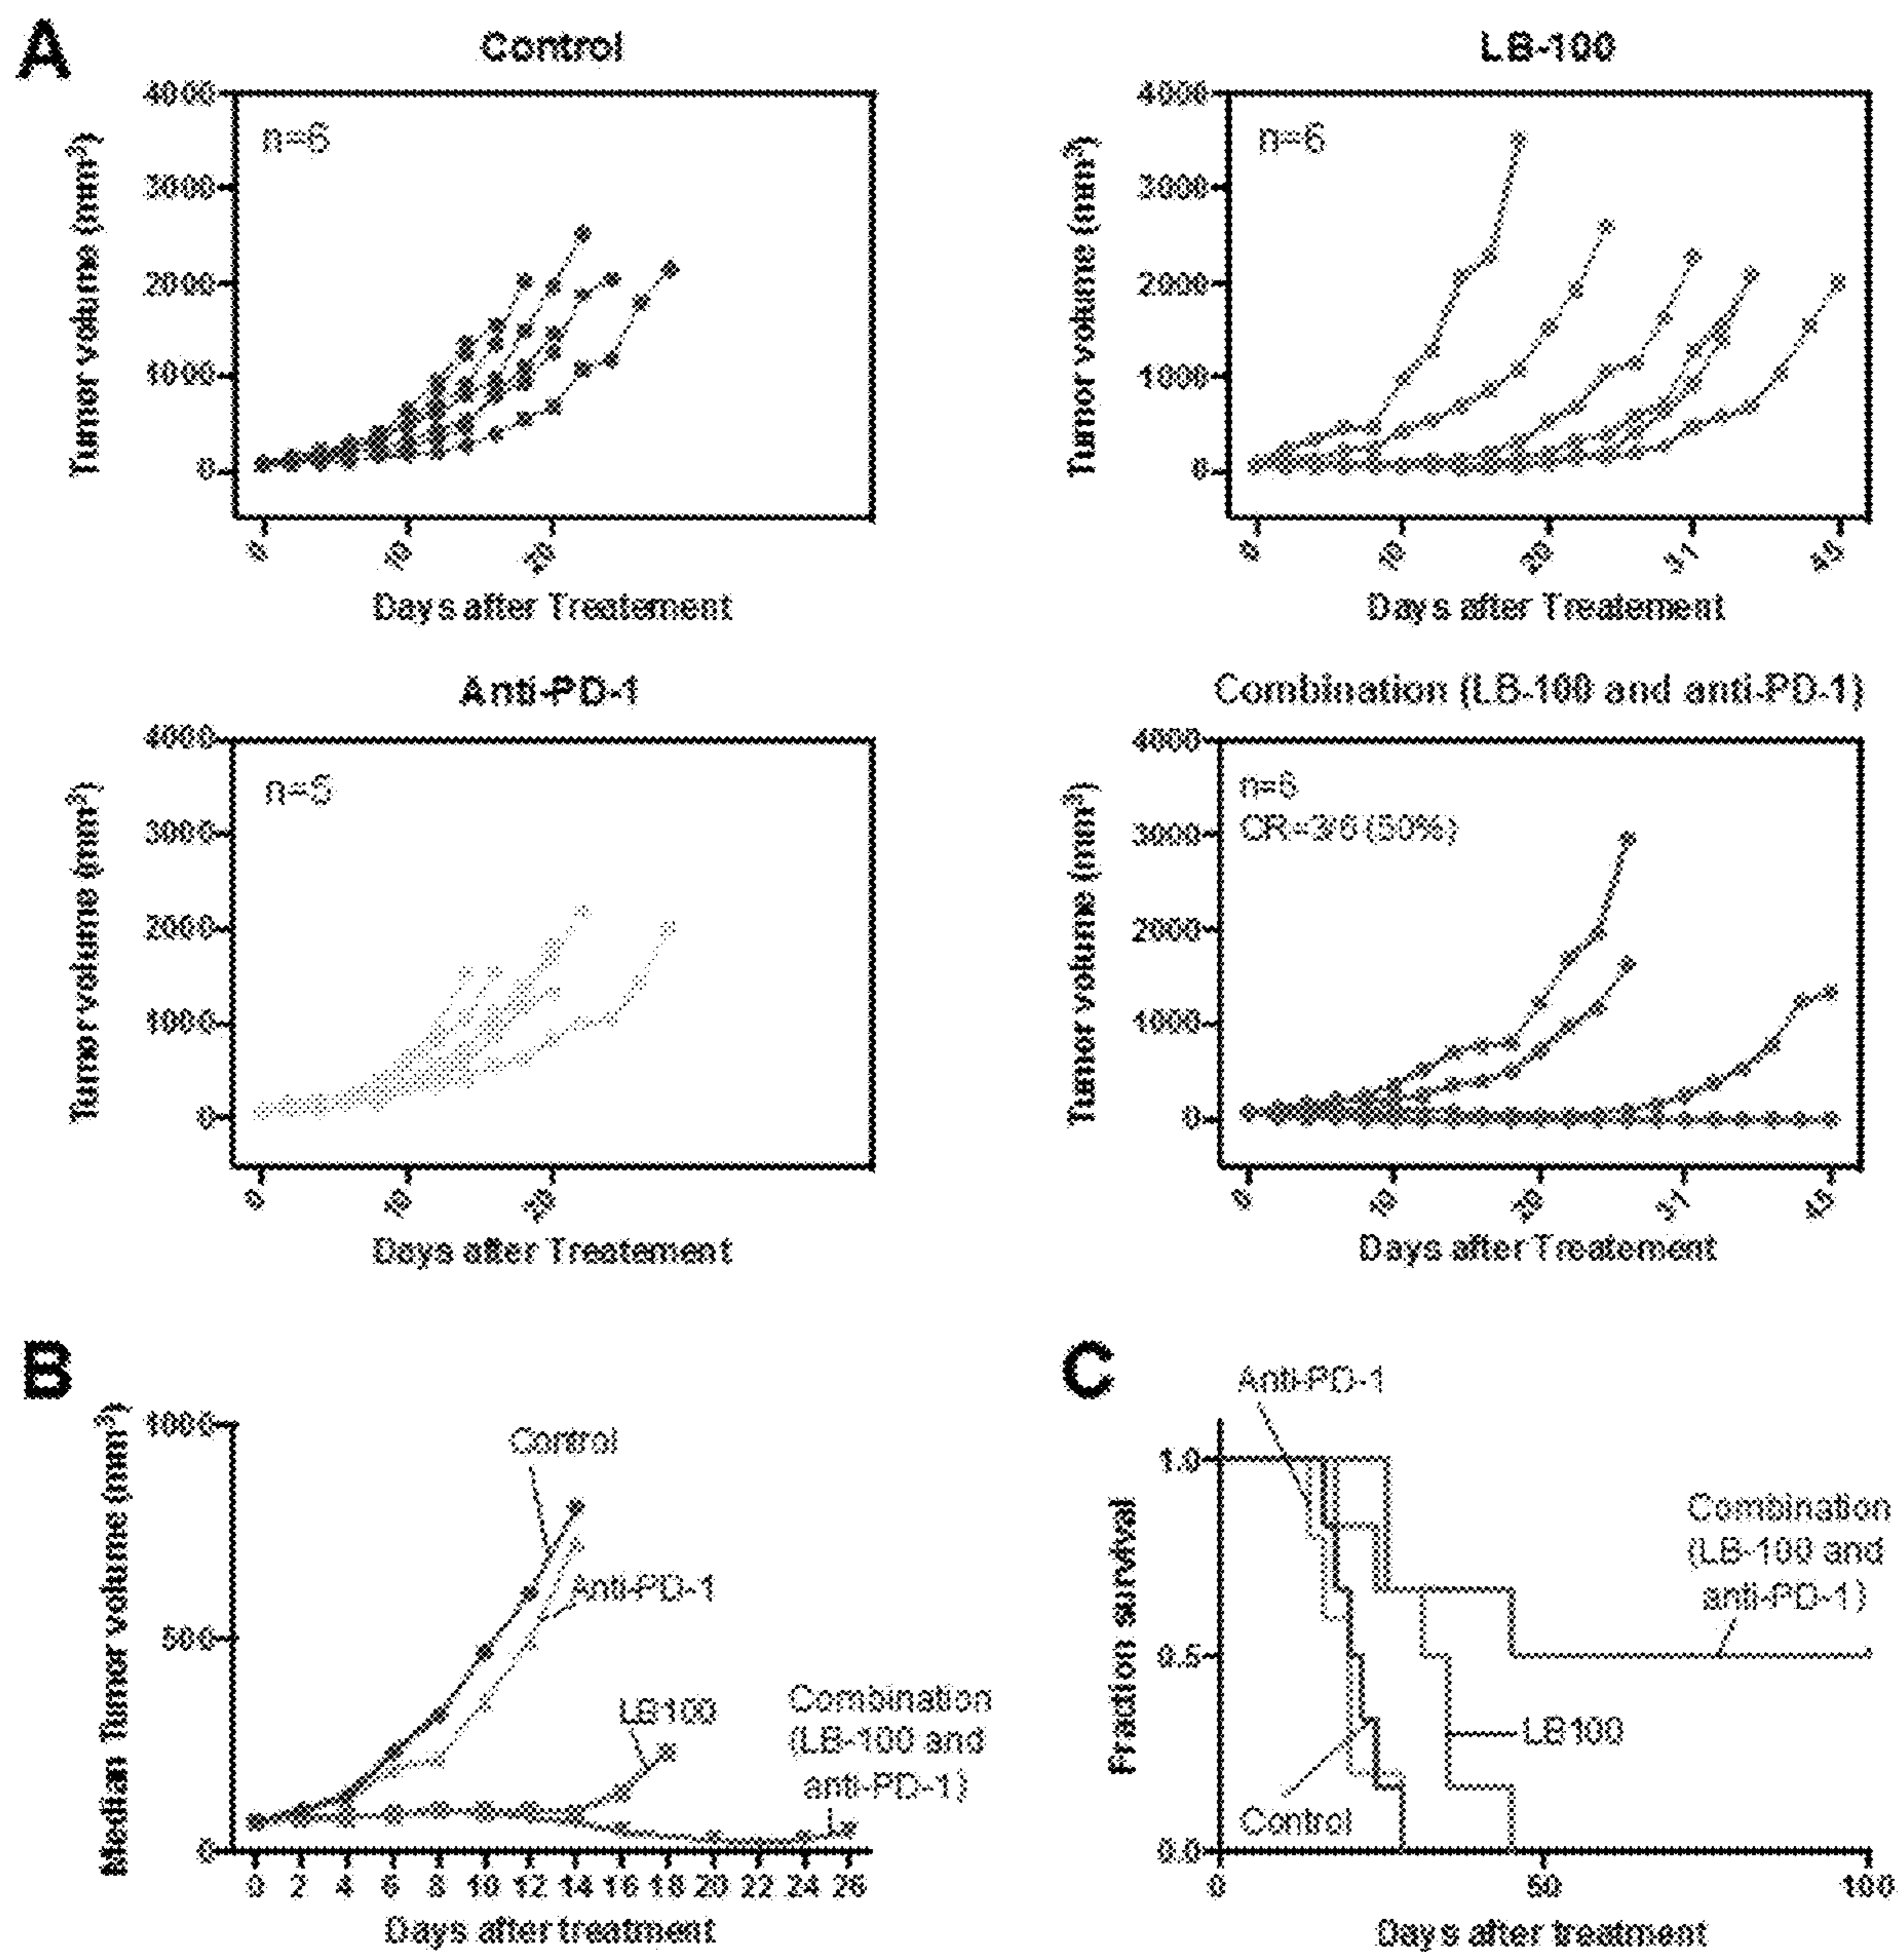 A
Control
4000
3000
2000
1000
0
Tumor volume (mm³)
n=6
0
10
20
Days after Treatement
LB-100
4000
3000
2000
1000
0
Tumor volume (mm³)
n=6
0
10
20
31
45
Days after Treatement
Anti-PD-1
4000
3000
2000
1000
0
Tumor volume (mm³)
n=5
0
10
20
Days after Treatement
Combination (LB-100 and anti-PD-1)
4000
3000
2000
1000
0
Tumor volume (mm³)
n=6
CR=3/6 (50%)
0
10
20
31
45
Days after Treatement
B
1000
500
0
Median Tumor volume (mm³)
Control
Anti-PD-1
LB100
Combination
(LB-100 and
anti-PD-1)
0 2 4 6 8 10 12 14 16 18 20 22 24 26
Days after treatment
C
Anti-PD-1
1.0
0.5
0.0
Fraction survival
Combination
(LB-100 and
anti-PD-1)
LB100
Control
0 50 100
Days after treatment